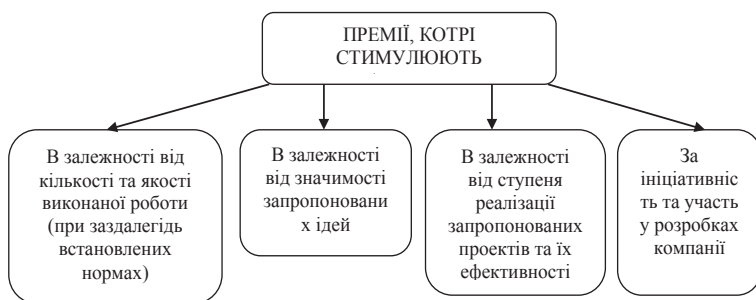 ПРЕМІЇ, КОТРІ
СТИМУЛЮЮТЬ
В залежності від
кількості та якості
виконаної роботи
(при заздалегідь
встановлених
нормах)
В залежності
від значимості
запропоновани
х ідей
В залежності
від ступеня
реалізації
запропонованих
проектів та їх
ефективності
За
ініціативніс
ть та участь
у розробках
компанії